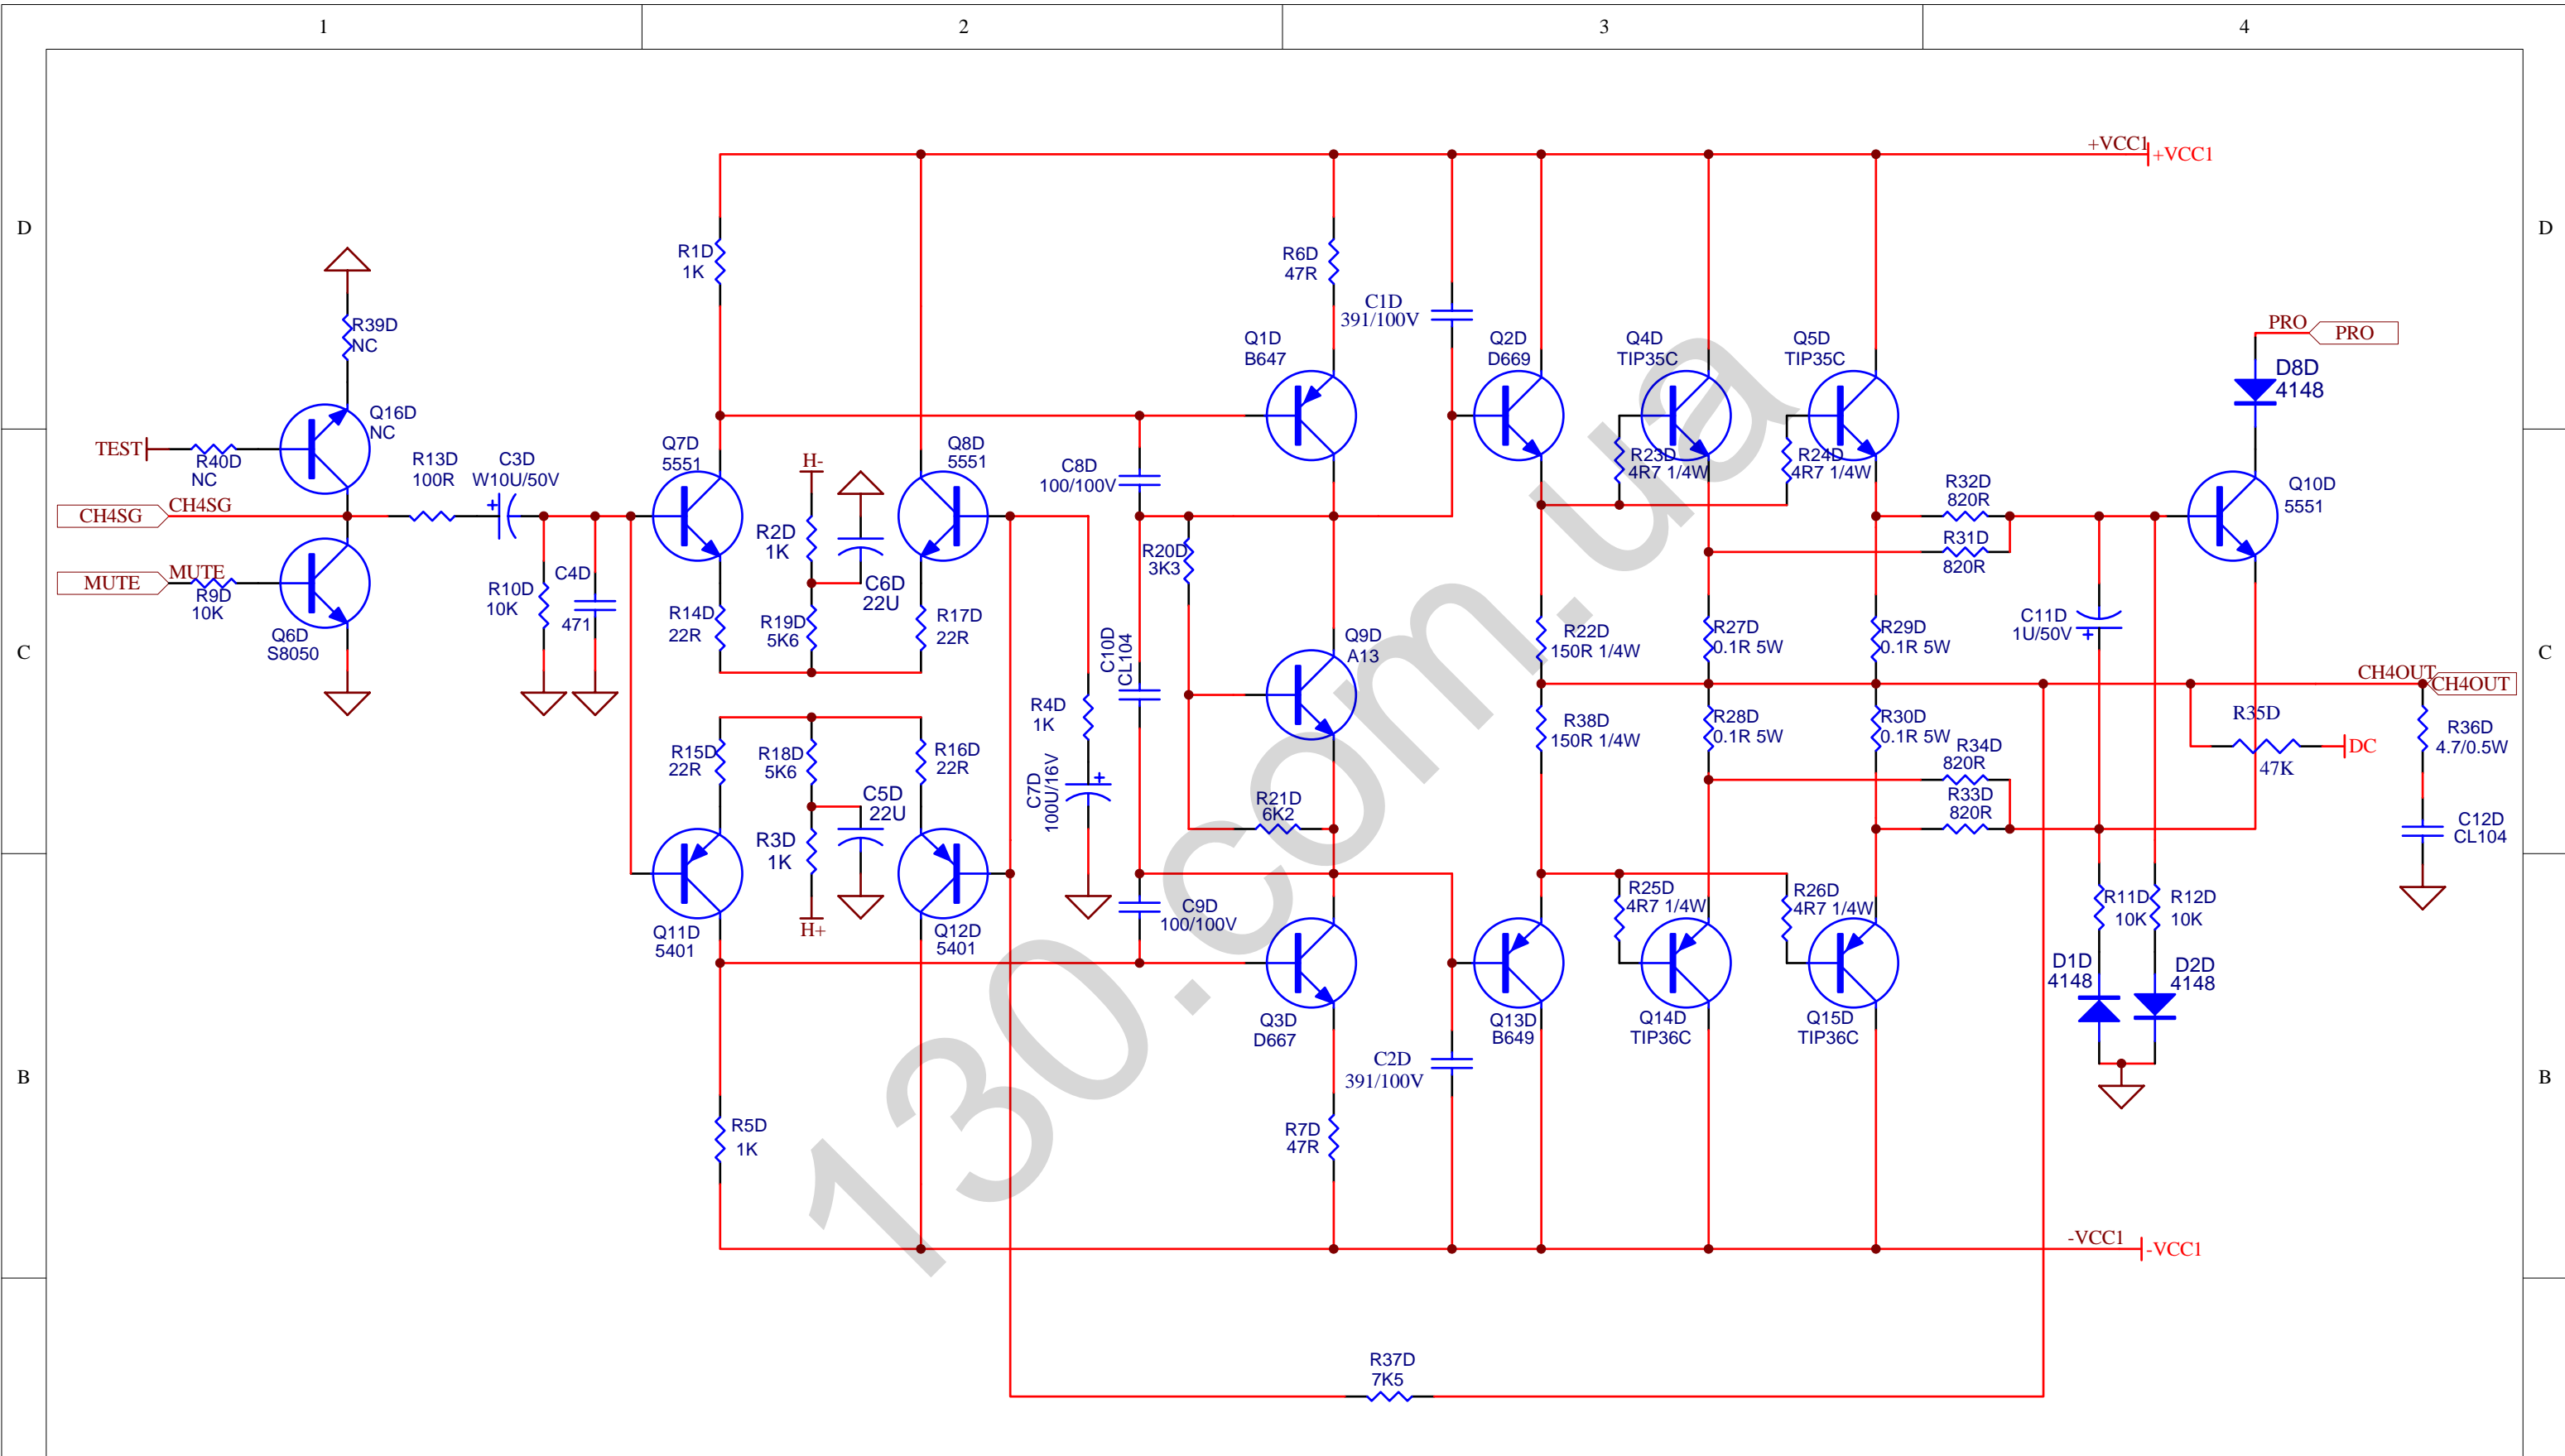 1 2 3 4
D D
C C
B B
+VCC1 +VCC1
R1D
1K
R6D
47R
C1D
391/100V
Q1D
B647
Q2D
D669
Q4D
TIP35C
Q5D
TIP35C
PRO PRO
D8D
4148
R39D
NC
Q16D
NC
TEST
R40D
NC
R13D
100R
C3D
W10U/50V
Q7D
5551
H-
Q8D
5551
C8D
100/100V
R23D
4R7 1/4W
R24D
4R7 1/4W
R32D
820R
R31D
820R
Q10D
5551
CH4SG CH4SG
MUTE MUTE
R9D
10K
Q6D
S8050
R10D
10K
C4D
471
R2D
1K
C6D
22U
R14D
22R
R19D
5K6
R17D
22R
R20D
3K3
C10D
CL104
Q9D
A13
R22D
150R 1/4W
R27D
0.1R 5W
R29D
0.1R 5W
C11D
1U/50V
CH4OUT CH4OUT
R4D
1K
C7D
100U/16V
R38D
150R 1/4W
R28D
0.1R 5W
R30D
0.1R 5W
R34D
820R
R33D
820R
R35D
47K
DC
R36D
4.7/0.5W
C12D
CL104
R15D
22R
R18D
5K6
R16D
22R
C5D
22U
R3D
1K
H+
R21D
6K2
Q11D
5401
Q12D
5401
C9D
100/100V
R25D
4R7 1/4W
R26D
4R7 1/4W
R11D
10K
R12D
10K
D1D
4148
D2D
4148
Q3D
D667
Q13D
B649
Q14D
TIP36C
Q15D
TIP36C
C2D
391/100V
R5D
1K
R7D
47R
-VCC1 -VCC1
R37D
7K5
130.com.ua